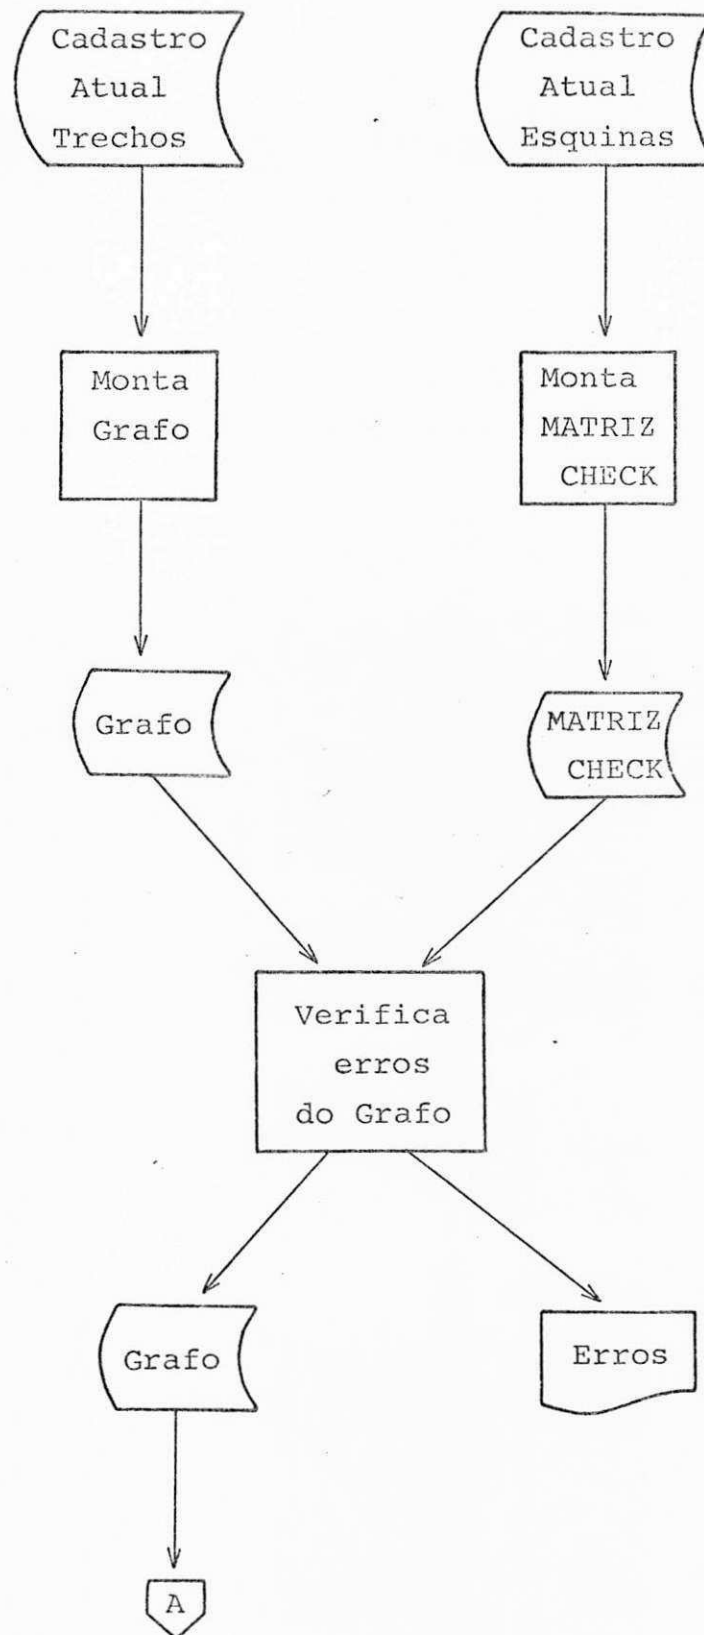 Cadastro
Atual
Trechos
Cadastro
Atual
Esquinas
Monta
Grafo
Monta
MATRIZ
CHECK
Grafo
MATRIZ
CHECK
Verifica
erros
do Grafo
Grafo
Erros
A